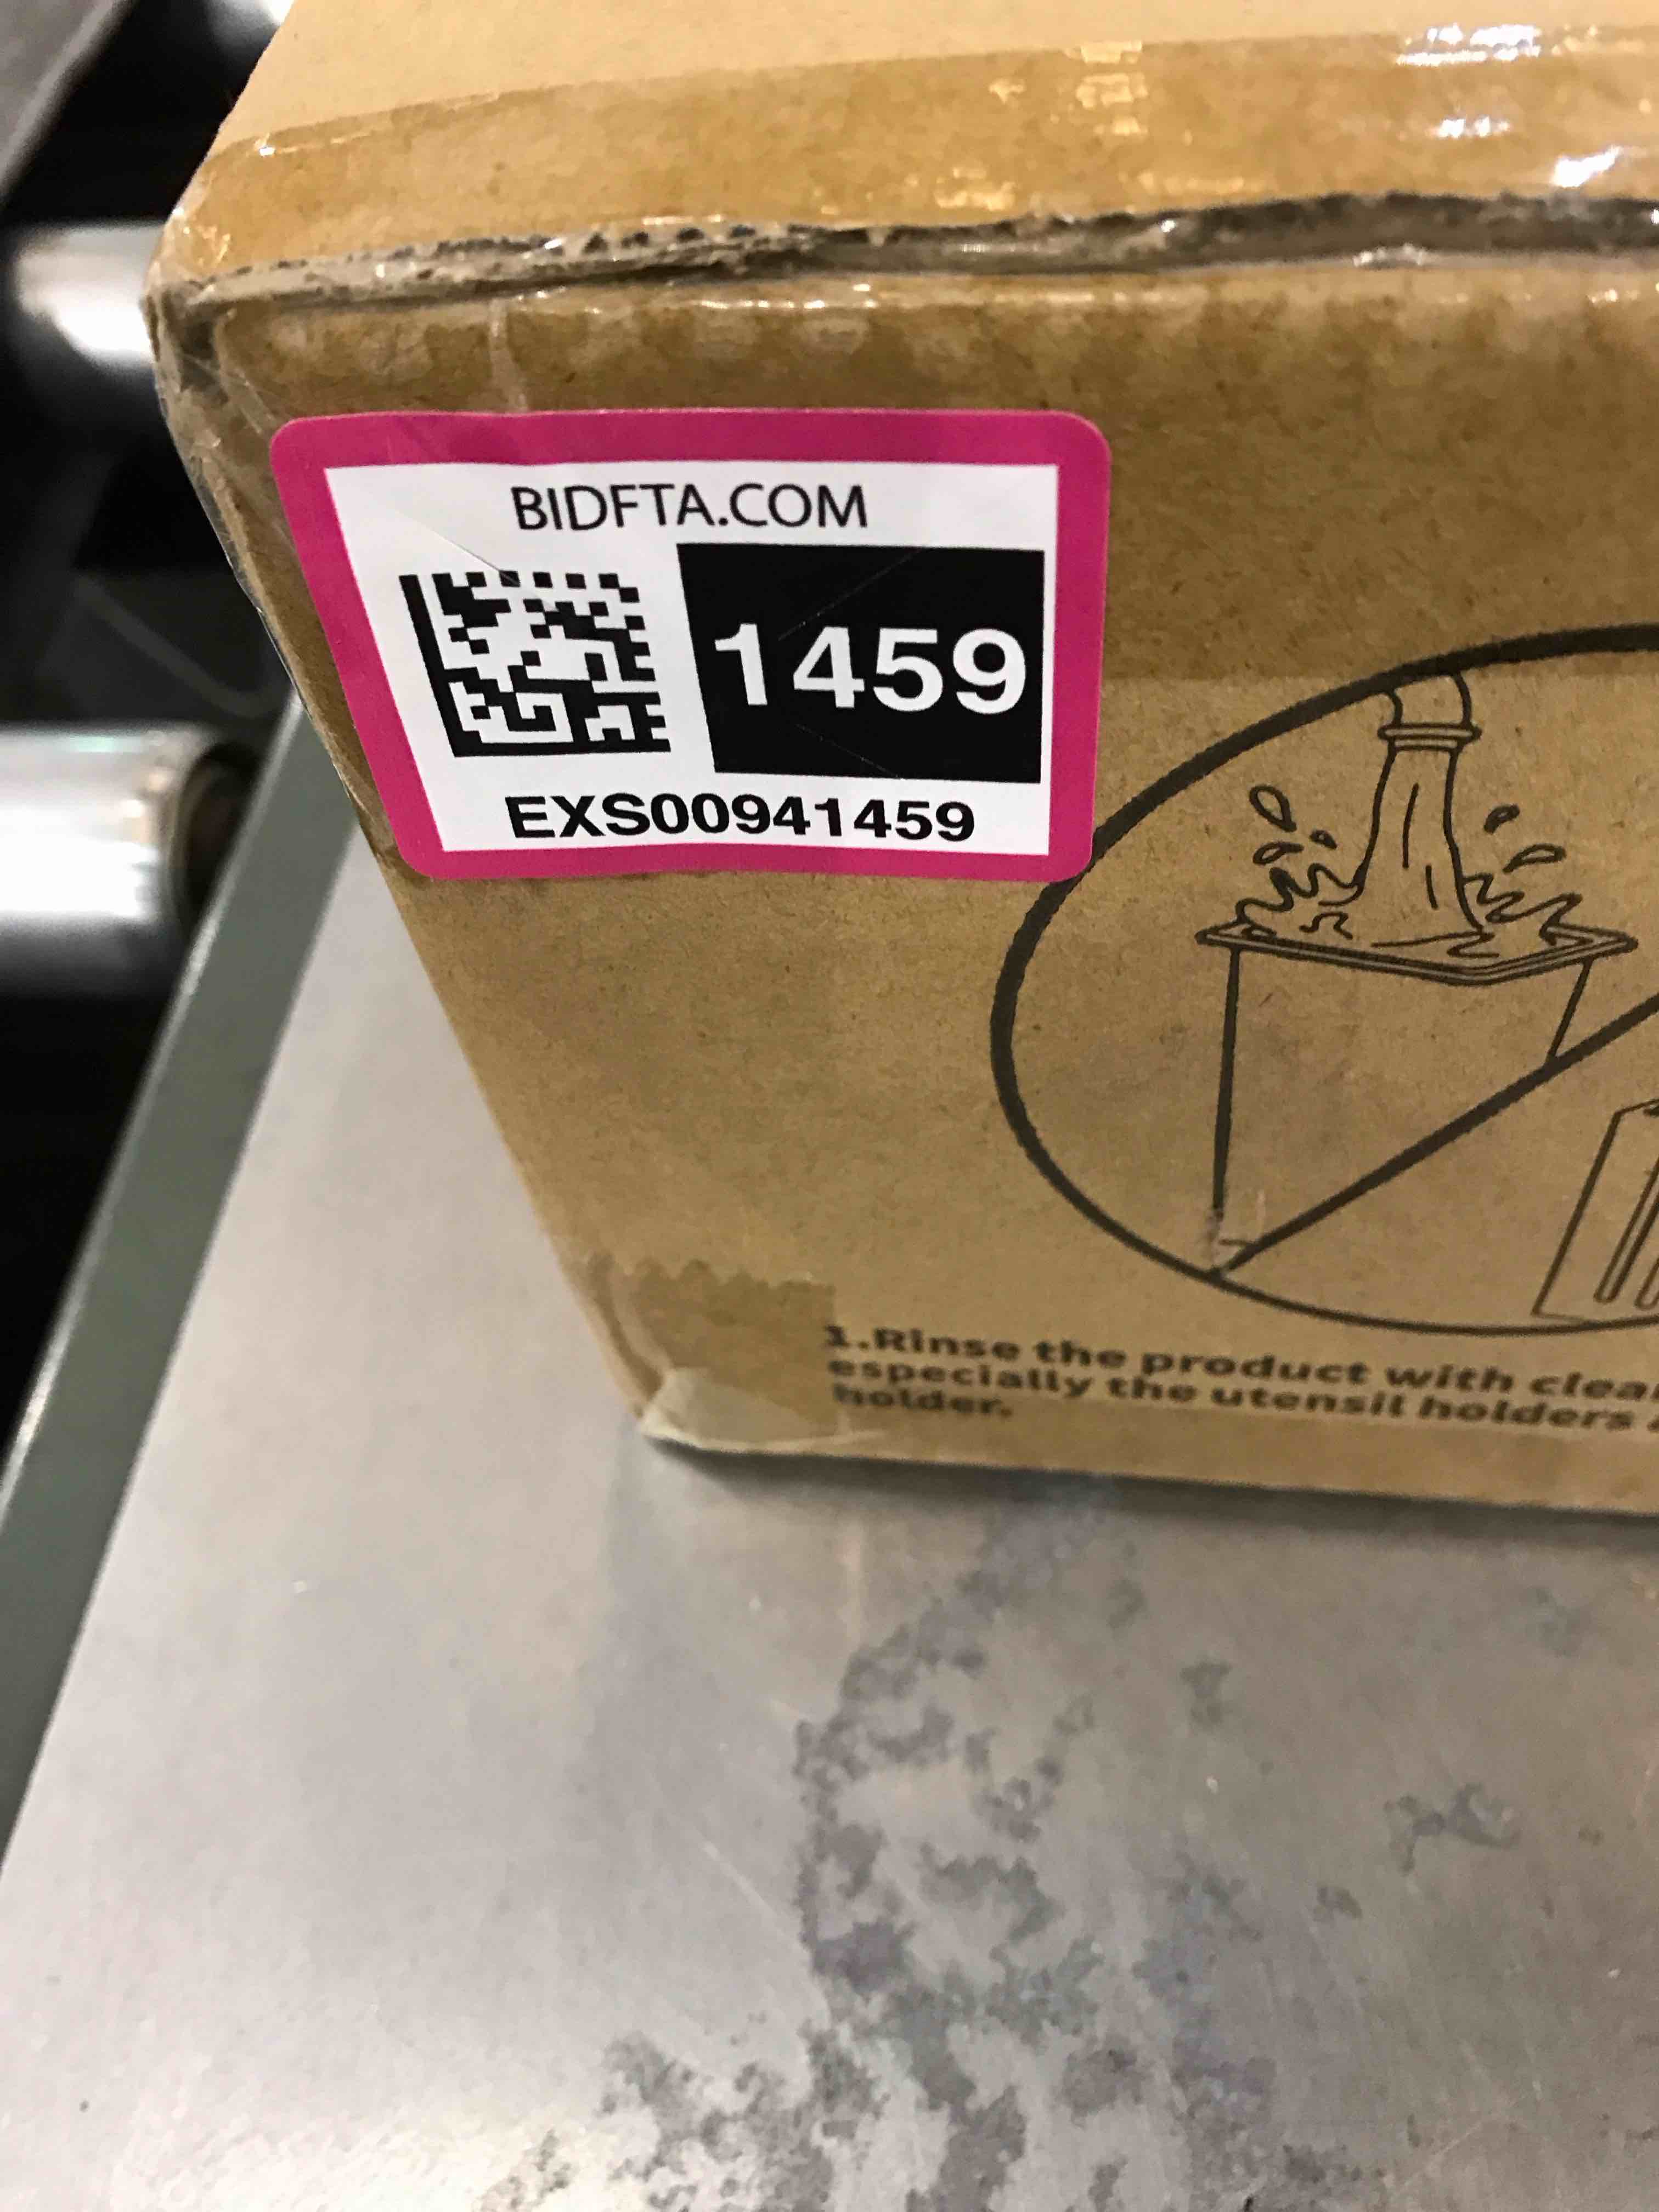 BIDFTA.COM
1459
EXS00941459
1.Rinse the product with clea
especially the utensil holders
holder.